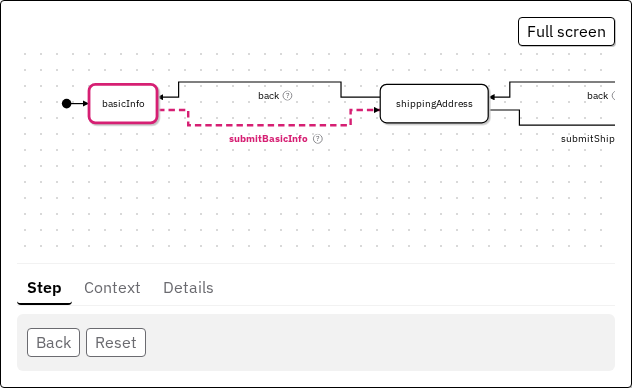 Full screen
basicInfo
back ?
shippingAddress
back
submitBasicInfo ?
submitShip
Step Context Details
Back Reset